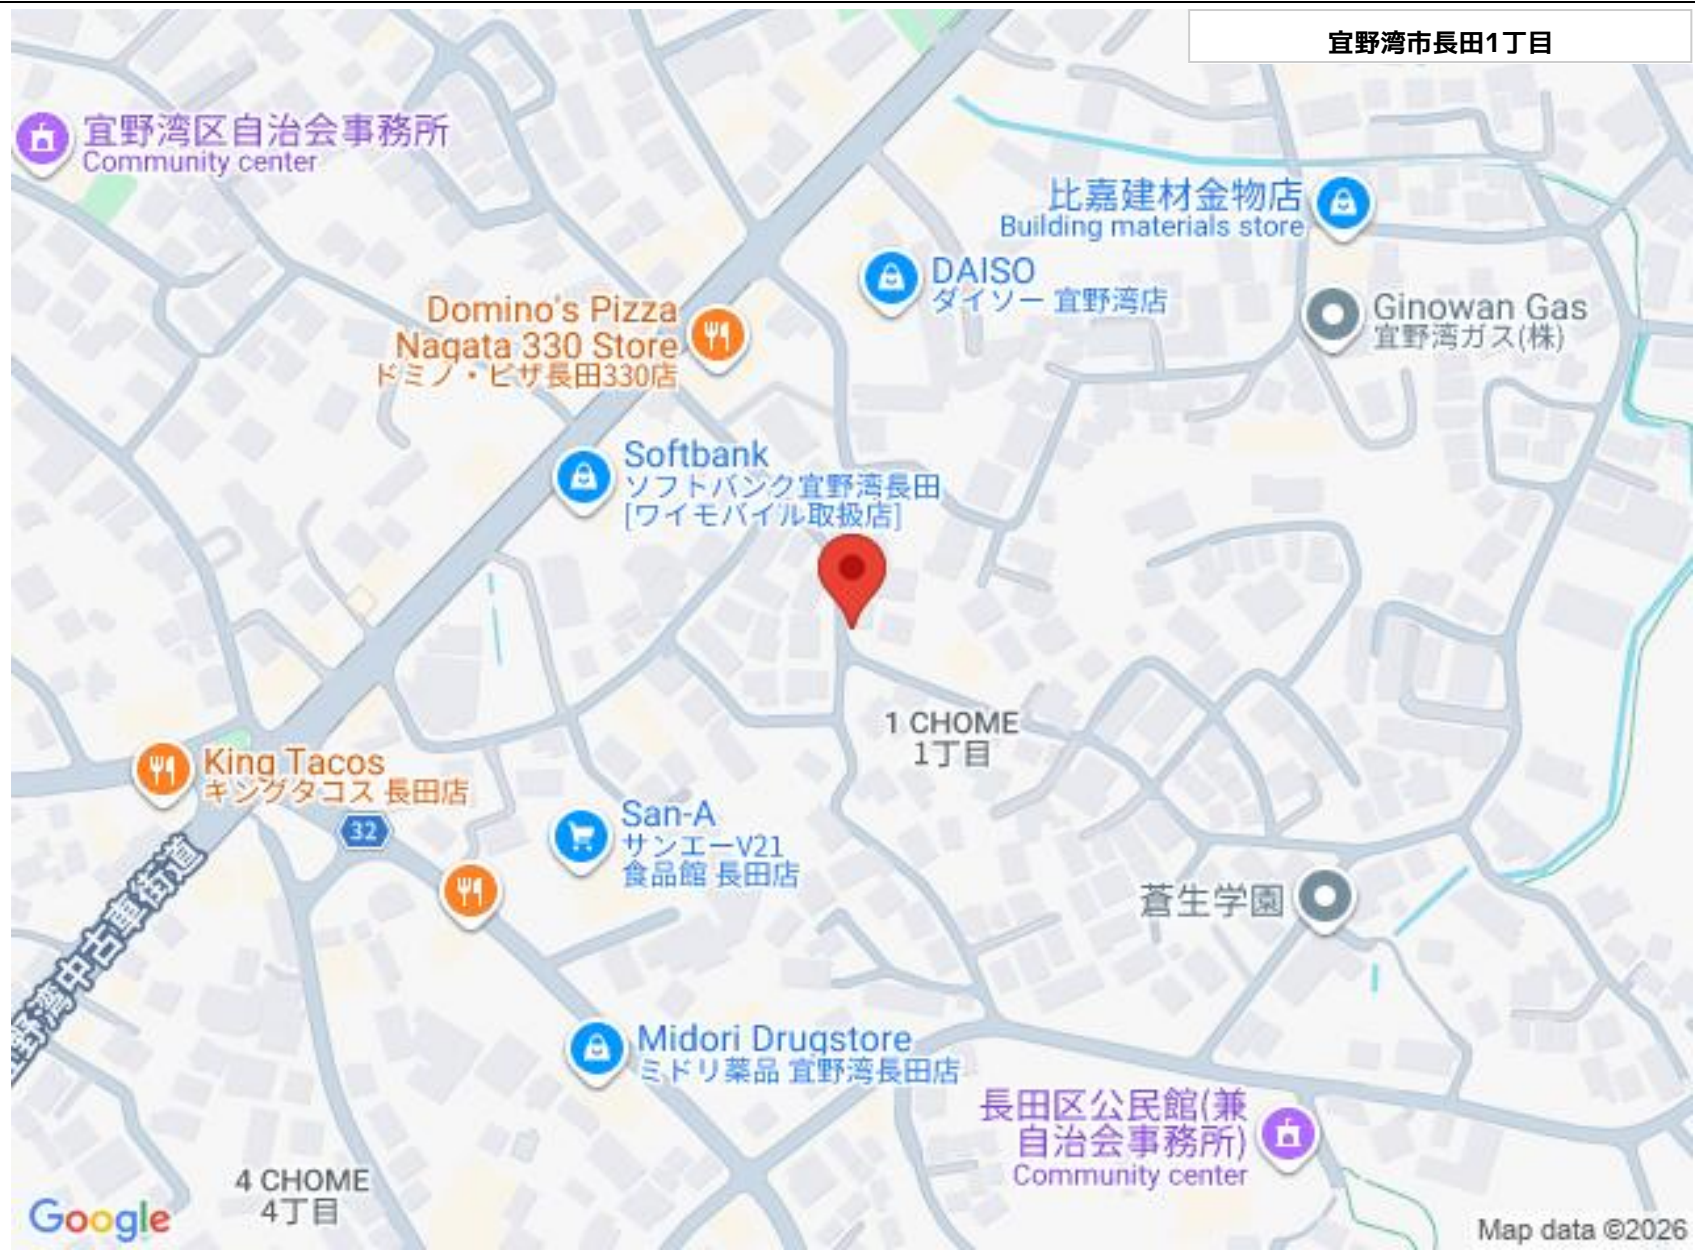 宜野湾市長田1丁目
宜野湾区自治会事務所
Community center
比嘉建材金物店
Building materials store
DAISO
ダイソー 宜野湾店
Ginowan Gas
宜野湾ガス(株)
Domino's Pizza
Nagata 330 Store
ドミノ・ピザ長田330店
Softbank
ソフトバンク宜野湾長田
[ワイモバイル取扱店]
1 CHOME
1丁目
King Tacos
キングタコス 長田店
32
San-A
サンエーV21
食品館 長田店
蒼生学園
野湾中古車街道
Midori Drugstore
ミドリ薬品 宜野湾長田店
長田区公民館(兼
自治会事務所)
Community center
4 CHOME
4丁目
Google
Map data ©2026